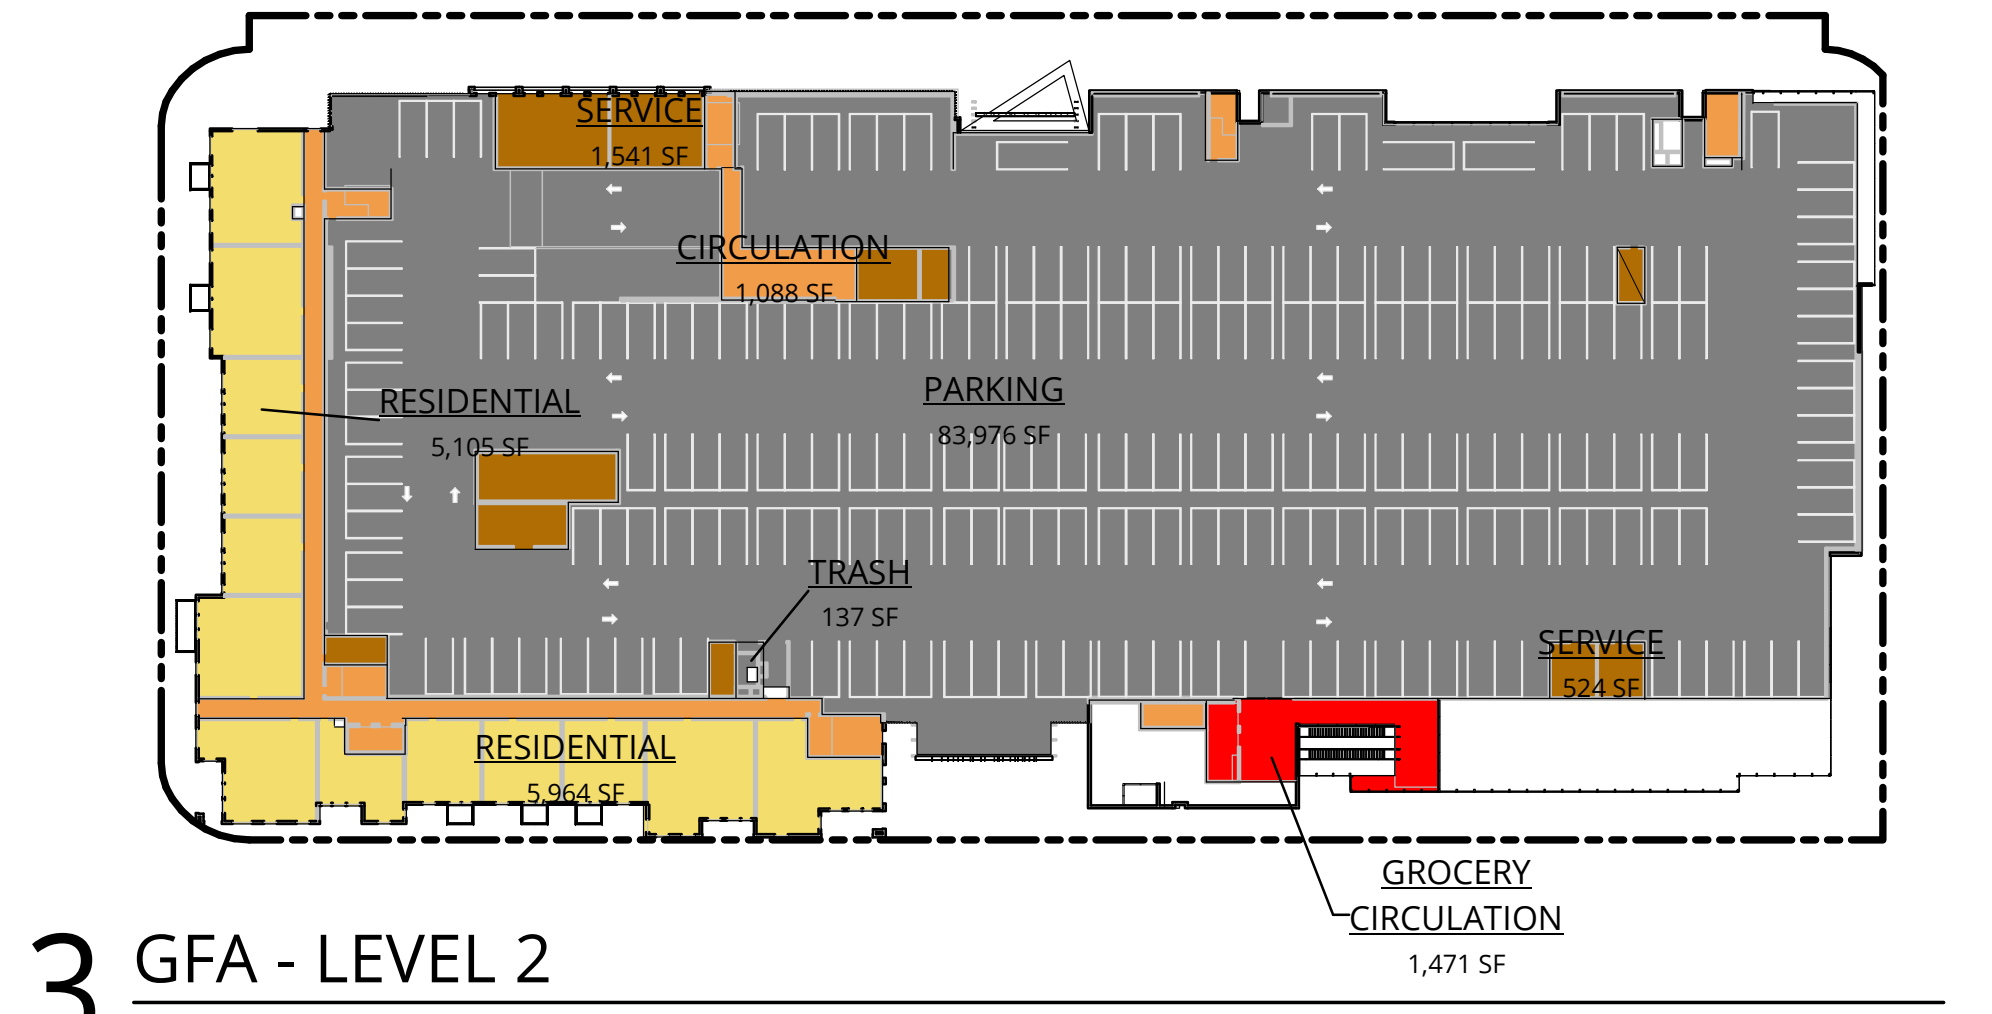 SERVICE
1,541 SF
CIRCULATION
1,088 SF
RESIDENTIAL
5,105 SF
PARKING
83,976 SF
TRASH
137 SF
SERVICE
524 SF
RESIDENTIAL
5,964 SF
GROCERY
CIRCULATION
1,471 SF
3 GFA - LEVEL 2